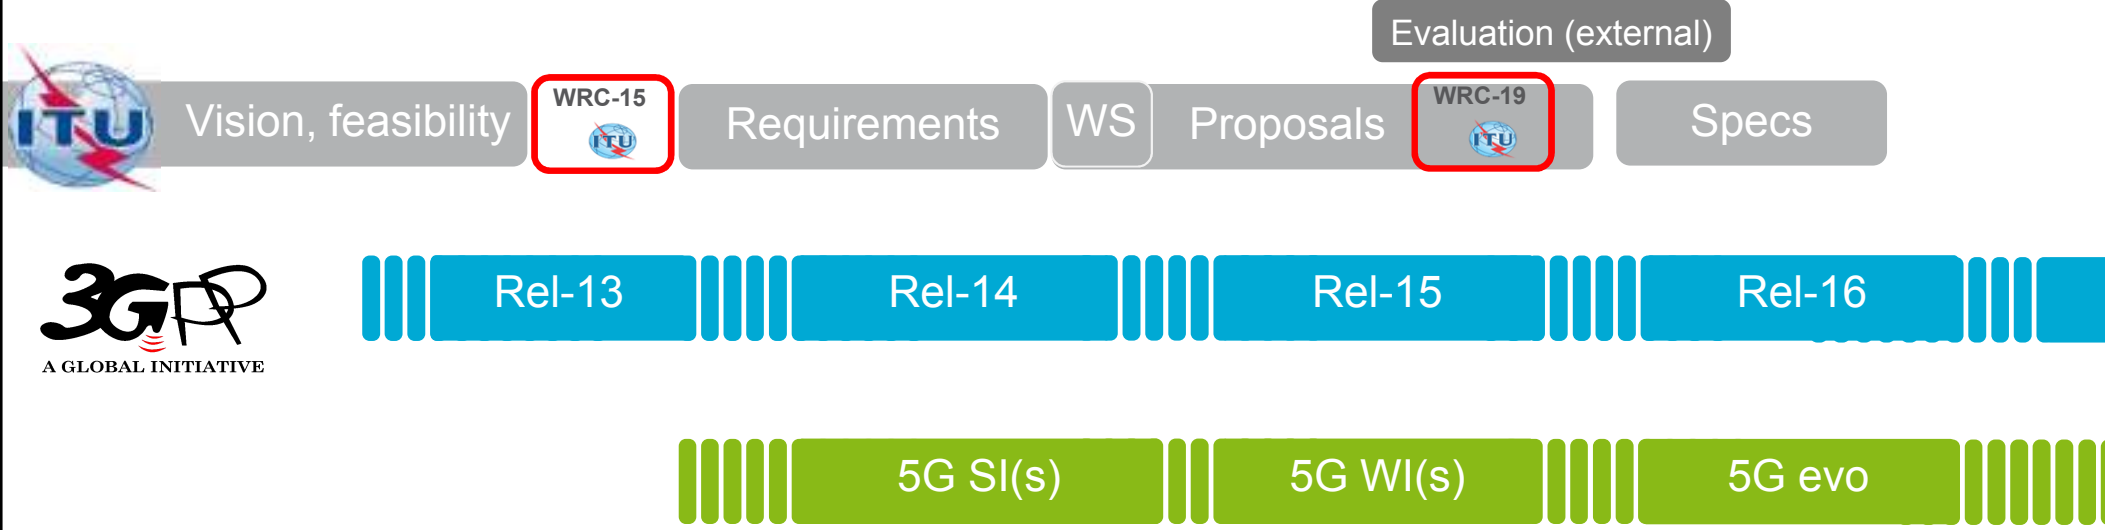 Evaluation (external)
ITU
Vision, feasibility
WRC-15
ITU
Requirements
WS
Proposals
WRC-19
ITU
Specs
3GPP
A GLOBAL INITIATIVE
Rel-13
Rel-14
Rel-15
Rel-16
5G SI(s)
5G WI(s)
5G evo